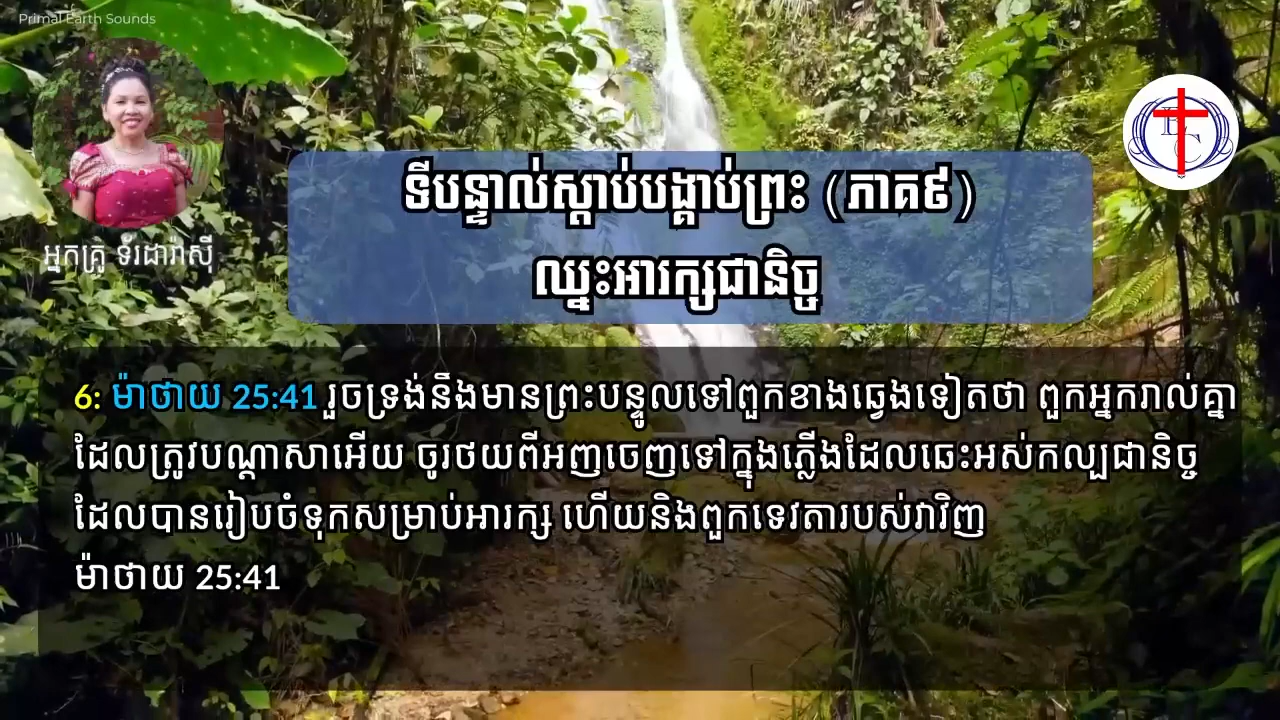 Primal Earth Sounds
អ្នកគ្រូ ទ័រដារ៉ាស៊ី
ទីបន្ទាល់ស្តាប់បង្គាប់ព្រះ (ភាគ៩)
ឈ្នះអារក្សជានិច្ច
6: ម៉ាថាយ 25:41 រួចទ្រង់នឹងមានព្រះបន្ទូលទៅពួកខាងឆ្វេងទៀតថា ពួកអ្នករាល់គ្នា
ដែលត្រូវបណ្តាសាអើយ ចូរថយពីអញចេញទៅក្នុងភ្លើងដែលឆេះអស់កល្បជានិច្ច
ដែលបានរៀបចំទុកសម្រាប់អារក្ស ហើយនិងពួកទេវតារបស់វាវិញ
ម៉ាថាយ 25:41